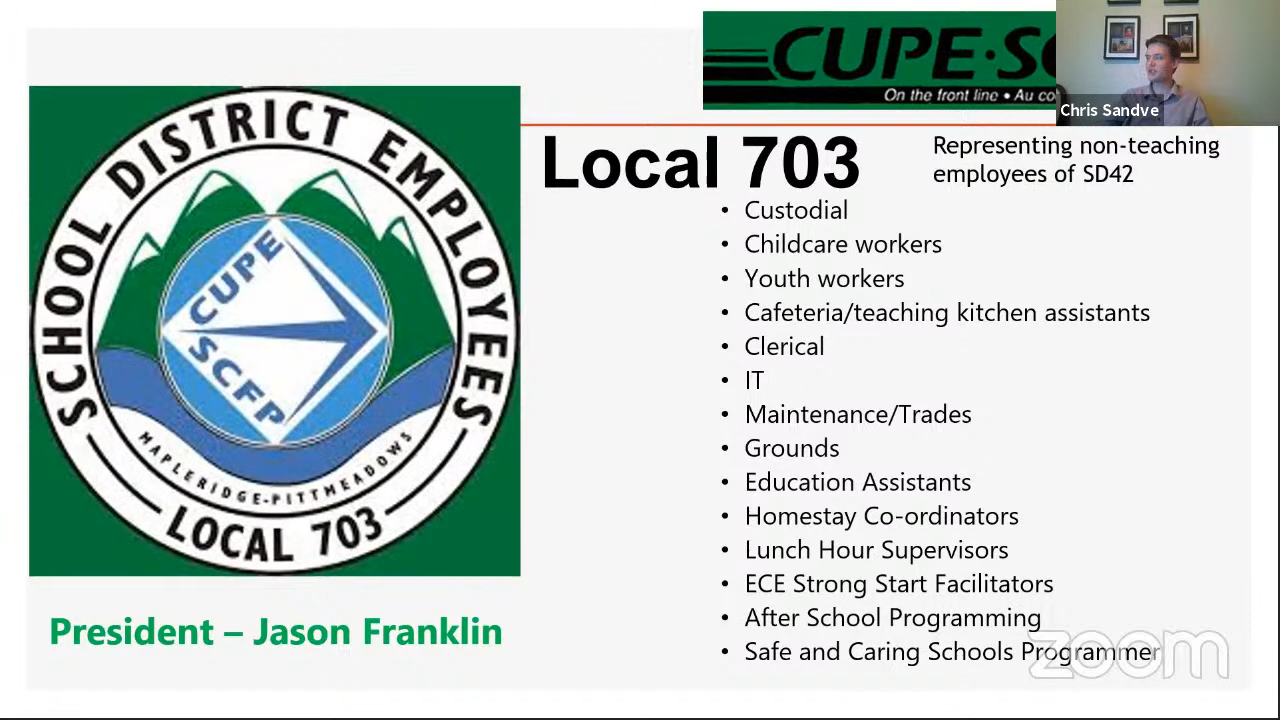 SCHOOL DISTRICT EMPLOYEES
CUPE
SCFP
MAPLERIDGE-PITTMEADOWS
LOCAL 703
President – Jason Franklin
CUPE·SC
On the front line • Au co
Chris Sandve
Local 703
Representing non-teaching
employees of SD42
• Custodial
• Childcare workers
• Youth workers
• Cafeteria/teaching kitchen assistants
• Clerical
• IT
• Maintenance/Trades
• Grounds
• Education Assistants
• Homestay Co-ordinators
• Lunch Hour Supervisors
• ECE Strong Start Facilitators
• After School Programming
• Safe and Caring Schools Programmer
zoom